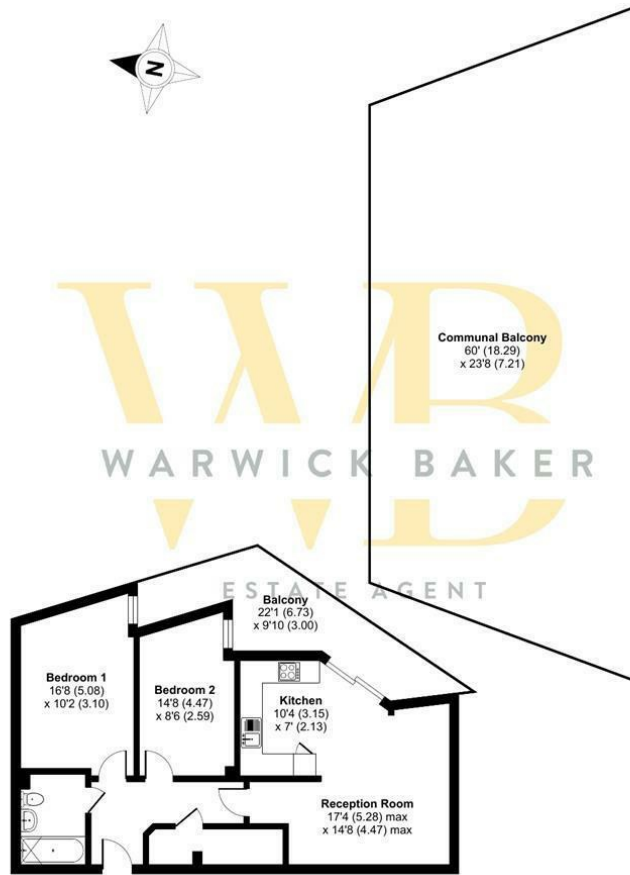 N
Communal Balcony
60' (18.29)
x 23'8 (7.21)
WB
WARWICK BAKER
ESTATE AGENT
Balcony
22'1 (6.73)
x 9'10 (3.00)
Bedroom 1
16'8 (5.08)
x 10'2 (3.10)
Bedroom 2
14'8 (4.47)
x 8'6 (2.59)
Kitchen
10'4 (3.15)
x 7' (2.13)
Reception Room
17'4 (5.28) max
x 14'8 (4.47) max